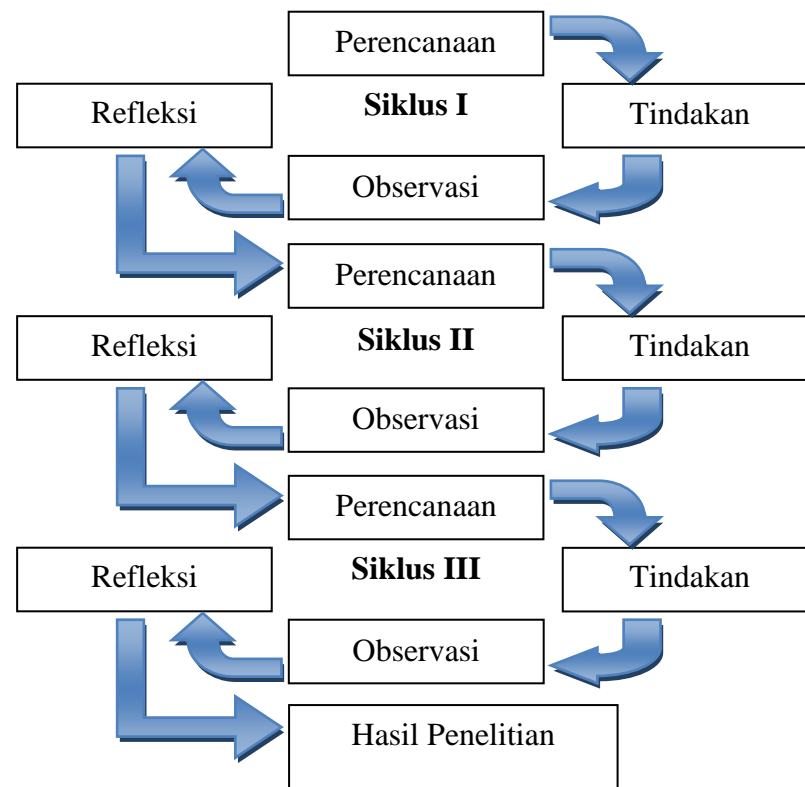 Perencanaan
Refleksi
Siklus I
Tindakan
Observasi
Perencanaan
Refleksi
Siklus II
Tindakan
Observasi
Perencanaan
Refleksi
Siklus III
Tindakan
Observasi
Hasil Penelitian